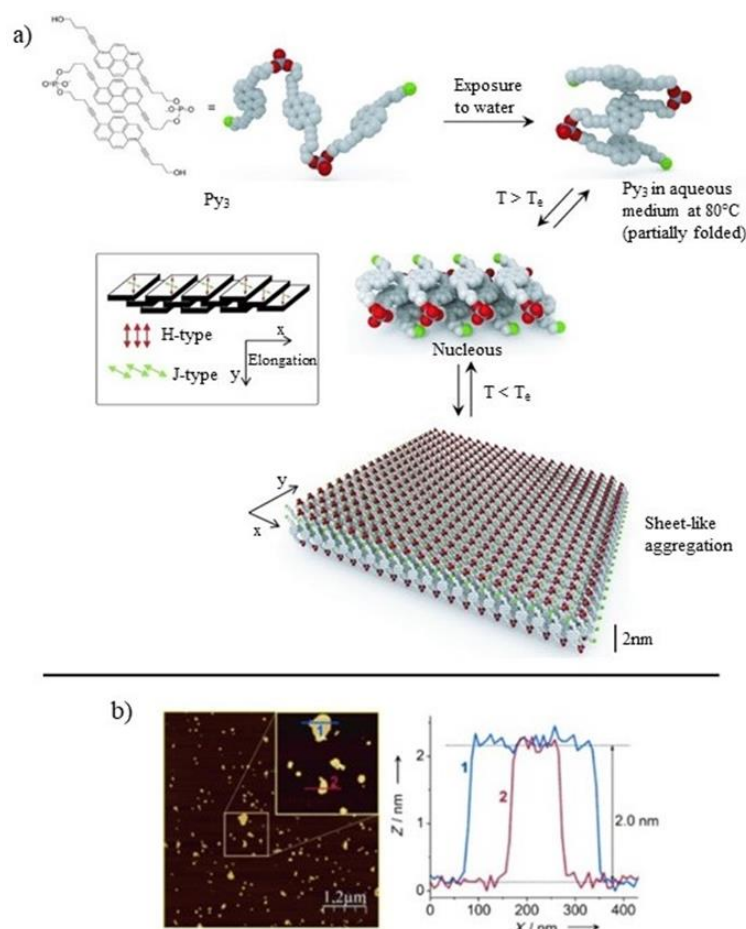 a)
HO
O
O
P
O
-O
O
O
P
O
O-
OH
=
Py3
Exposure
to water
Py3 in aqueous
medium at 80°C
(partially folded)
T > Te
H-type
J-type
x
Elongation
y
Nucleous
T < Te
y
x
Sheet-like
aggregation
2nm
b)
1
2
1.2µm
Z / nm
2
1
0
1
2
2.0 nm
0 100 200 300 400
X / nm